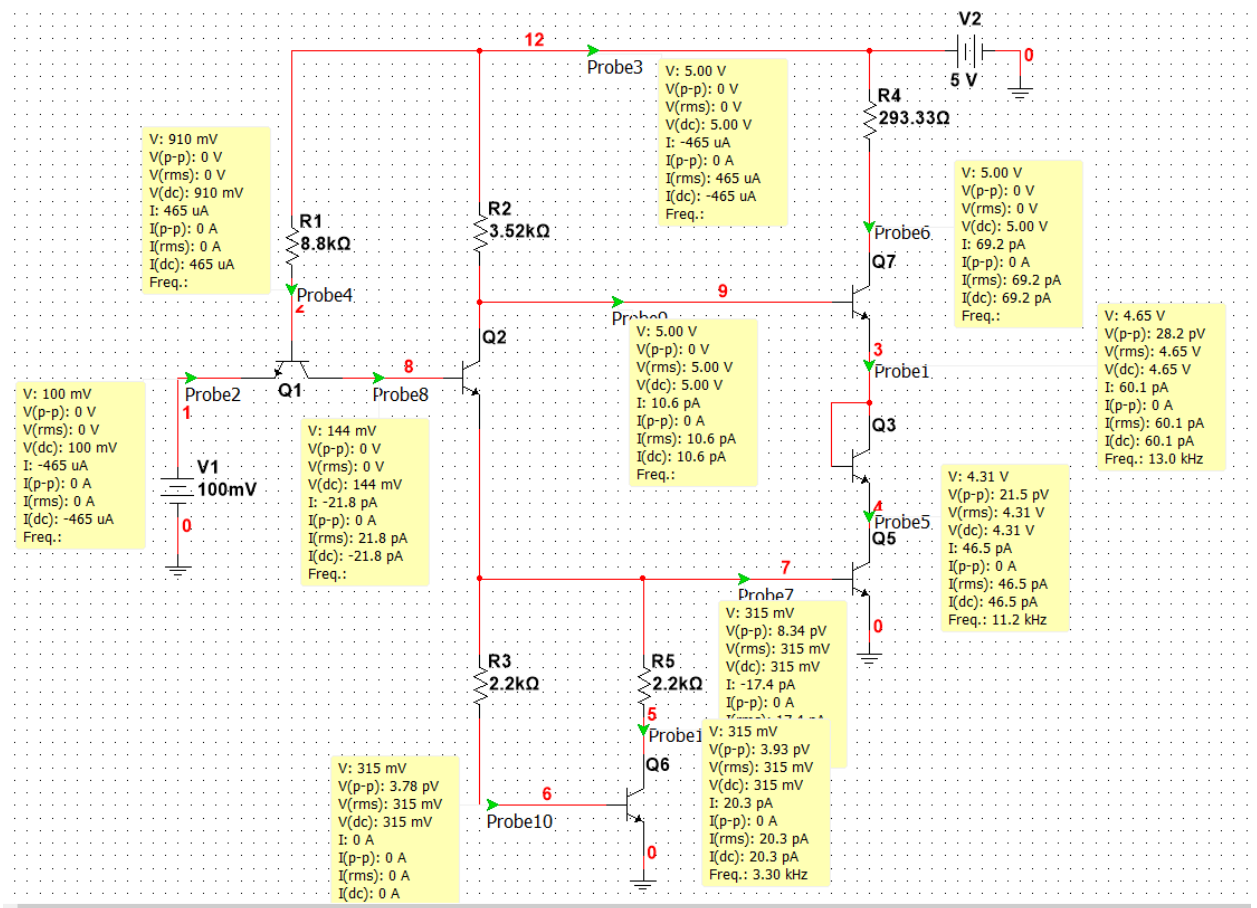 V2
12
0
Probe3
5 V
V: 5.00 V
V(p-p): 0 V
V(rms): 0 V
V(dc): 5.00 V
I: -465 uA
I(p-p): 0 A
I(rms): 465 uA
I(dc): -465 uA
Freq.:
R4
293.33Ω
V: 910 mV
V(p-p): 0 V
V(rms): 0 V
V(dc): 910 mV
I: 465 uA
I(p-p): 0 A
I(rms): 0 A
I(dc): 465 uA
Freq.:
R1
8.8kΩ
R2
3.52kΩ
V: 5.00 V
V(p-p): 0 V
V(rms): 0 V
V(dc): 5.00 V
I: 69.2 pA
I(p-p): 0 A
I(rms): 69.2 pA
I(dc): 69.2 pA
Freq.:
Probe6
Q7
Probe4
2
9
Q2
V: 5.00 V
V(p-p): 0 V
V(rms): 5.00 V
V(dc): 5.00 V
I: 10.6 pA
I(p-p): 0 A
I(rms): 10.6 pA
I(dc): 10.6 pA
Freq.:
V: 4.65 V
V(p-p): 28.2 pV
V(rms): 4.65 V
V(dc): 4.65 V
I: 60.1 pA
I(p-p): 0 A
I(rms): 60.1 pA
I(dc): 60.1 pA
Freq.: 13.0 kHz
3
Probe1
Q1
8
Probe2
Probe8
1
V: 100 mV
V(p-p): 0 V
V(rms): 0 V
V(dc): 100 mV
I: -465 uA
I(p-p): 0 A
I(rms): 0 A
I(dc): -465 uA
Freq.:
V1
100mV
0
V: 144 mV
V(p-p): 0 V
V(rms): 0 V
V(dc): 144 mV
I: -21.8 pA
I(p-p): 0 A
I(rms): 21.8 pA
I(dc): -21.8 pA
Freq.:
Q3
4
Probe5
Q5
V: 4.31 V
V(p-p): 21.5 pV
V(rms): 4.31 V
V(dc): 4.31 V
I: 46.5 pA
I(p-p): 0 A
I(rms): 46.5 pA
I(dc): 46.5 pA
Freq.: 11.2 kHz
7
Probe7
0
V: 315 mV
V(p-p): 8.34 pV
V(rms): 315 mV
V(dc): 315 mV
I: -17.4 pA
I(p-p): 0 A
R3
2.2kΩ
R5
2.2kΩ
5
Probe1
Q6
V: 315 mV
V(p-p): 3.93 pV
V(rms): 315 mV
V(dc): 315 mV
I: 20.3 pA
I(p-p): 0 A
I(rms): 20.3 pA
I(dc): 20.3 pA
Freq.: 3.30 kHz
6
Probe10
0
V: 315 mV
V(p-p): 3.78 pV
V(rms): 315 mV
V(dc): 315 mV
I: 0 A
I(p-p): 0 A
I(rms): 0 A
I(dc): 0 A